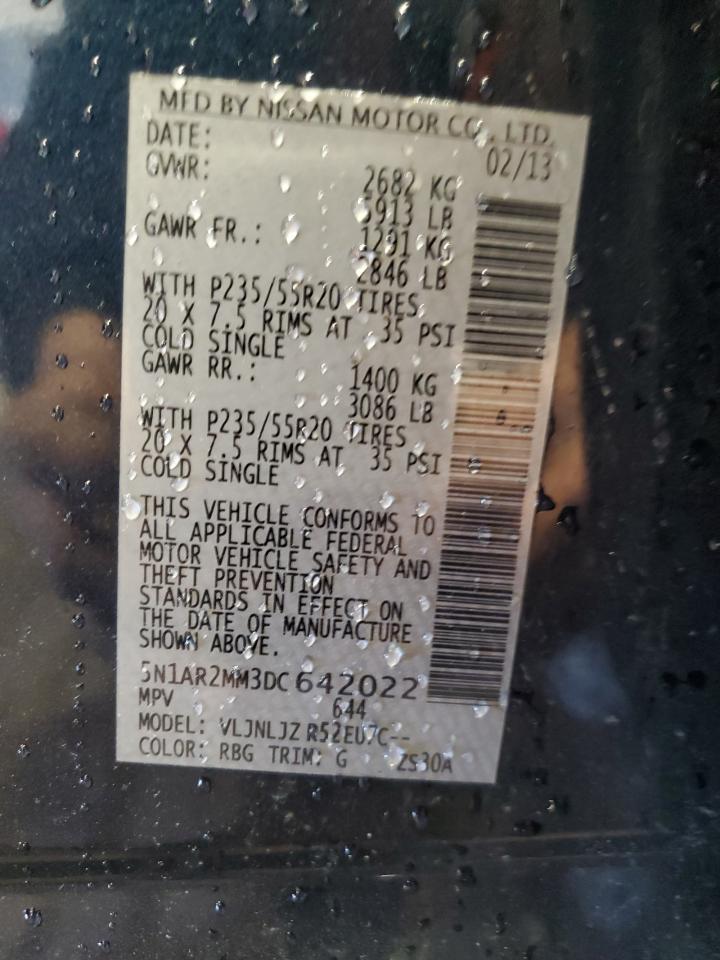 MFD BY NISSAN MOTOR CO., LTD.
DATE: 02/13
GVWR: 2682 KG
5913 LB
GAWR FR.: 1291 KG
2846 LB
WITH P235/55R20 TIRES,
20 X 7.5 RIMS AT 35 PSI
COLD SINGLE
GAWR RR.: 1400 KG
3086 LB
WITH P235/55R20 TIRES
20 X 7.5 RIMS AT 35 PSI
COLD SINGLE
THIS VEHICLE CONFORMS TO
ALL APPLICABLE FEDERAL
MOTOR VEHICLE SAFETY AND
THEFT PREVENTION
STANDARDS IN EFFECT ON
THE DATE OF MANUFACTURE
SHOWN ABOVE.
5N1AR2MM3DC 642022
MPV 644
MODEL: VLJNLJZ R52EU7C--
COLOR: RBG TRIM: G ZS30A